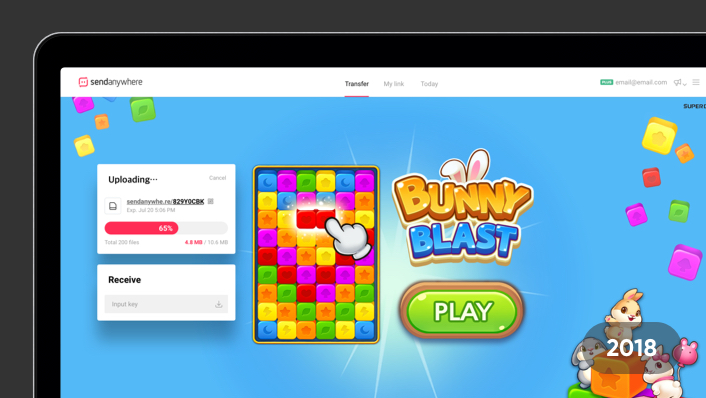 sendanywhere
Transfer
My link
Today
PLUS
email@email.com
Uploading···
Cancel
sendanywhe.re/829Y0CBK
Exp. Jul 20 5:06 PM
65%
Total 200 files
4.8 MB / 10.6 MB
Receive
Input key
BUNNY
BLAST
PLAY
2018